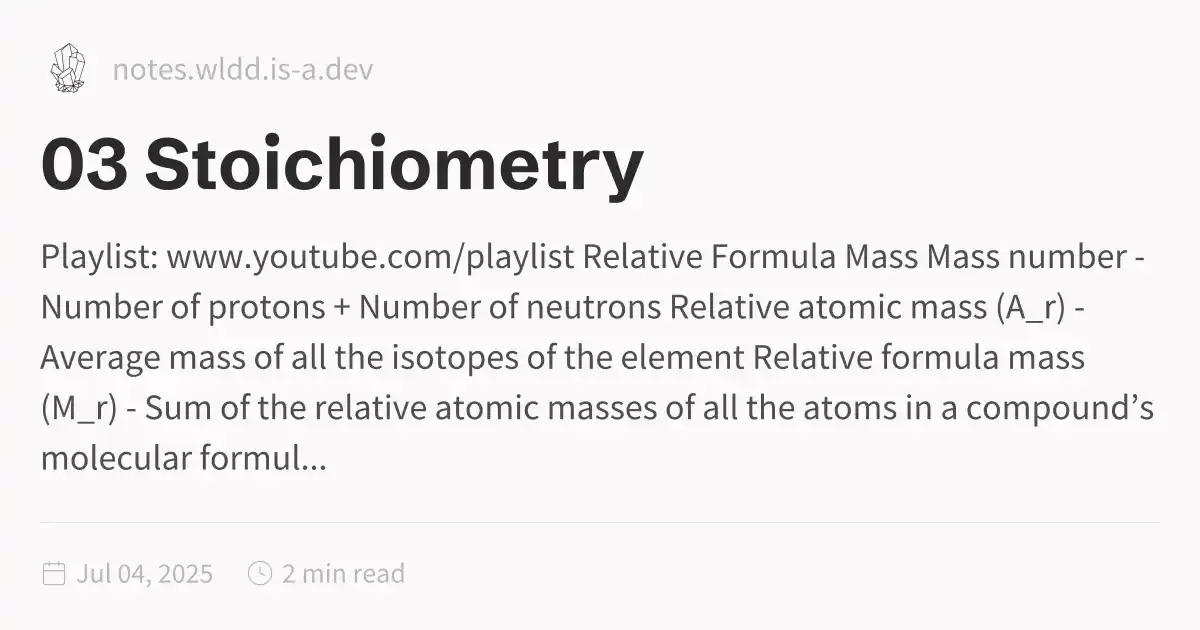 notes.wldd.is-a.dev
03 Stoichiometry
Playlist: www.youtube.com/playlist Relative Formula Mass Mass number -
Number of protons + Number of neutrons Relative atomic mass (A_r) -
Average mass of all the isotopes of the element Relative formula mass
(M_r) - Sum of the relative atomic masses of all the atoms in a compound’s
molecular formul...
Jul 04, 2025 2 min read